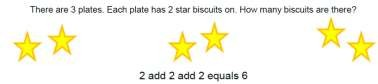 There are 3 plates. Each plate has 2 star biscuits on. How many biscuits are there?
2 add 2 add 2 equals 6